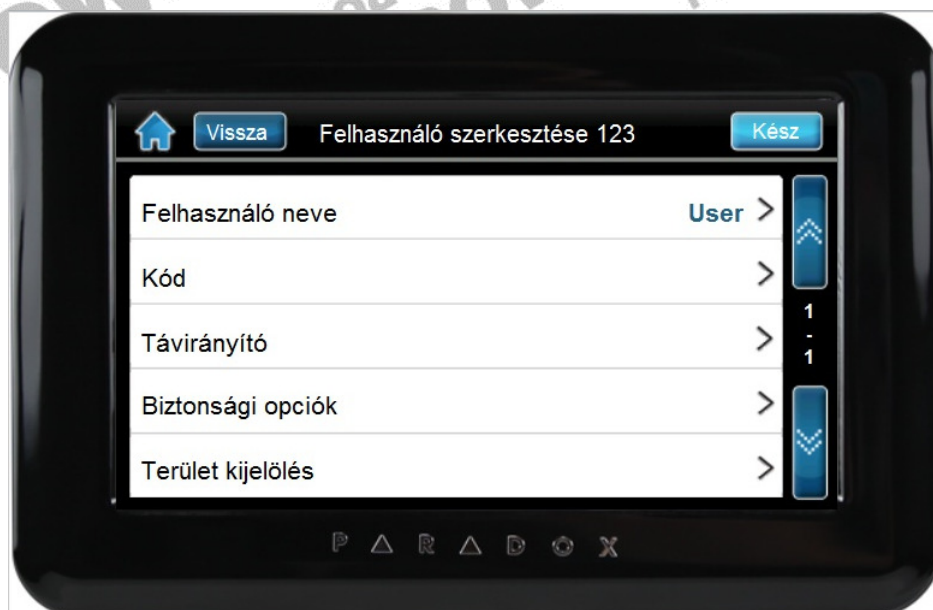 Vissza
Felhasználó szerkesztése 123
Kész
Felhasználó neve
User
Kód
Távirányító
Biztonsági opciók
Terület kijelölés
1
-
1
PARADOX